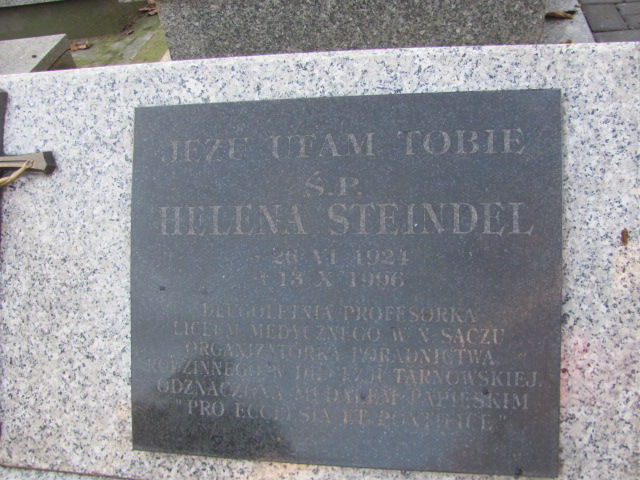 JEZU UFAM TOBIE
Ś.P.
HELENA STEINDEL
* 26 VI 1924
† 13 X 1996
DŁUGOLETNIA PROFESORKA
LICEUM MEDYCZNEGO W N. SĄCZU
ORGANIZATORKA PORADNICTWA
RODZINNEGO W DIECEZJI TARNOWSKIEJ.
ODZNACZONA MEDALEM PAPIESKIM
"PRO ECCLESIA ET PONTIFICE"